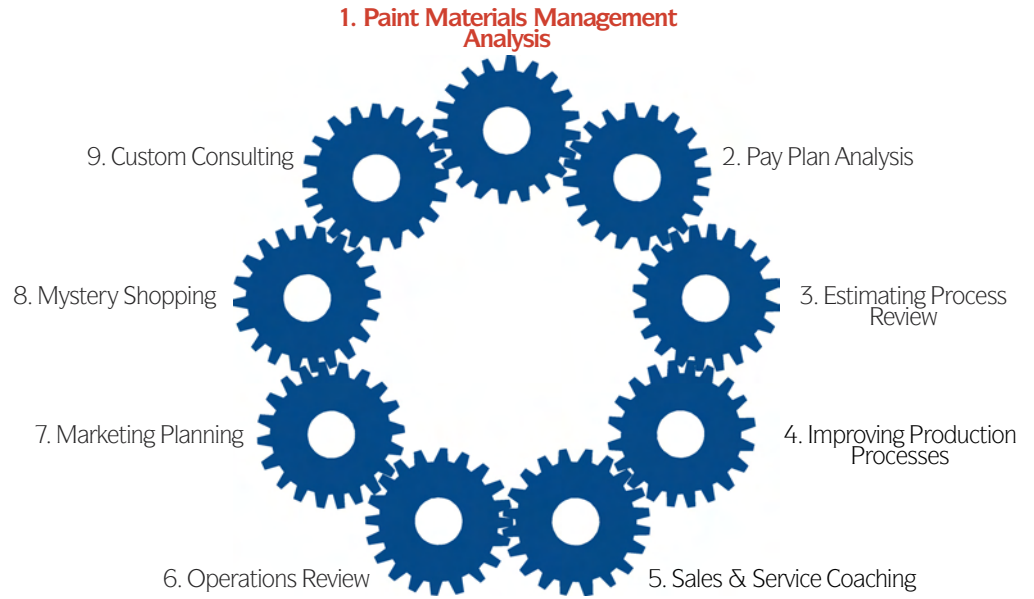 1. Paint Materials Management
Analysis
2. Pay Plan Analysis
3. Estimating Process
Review
4. Improving Production
Processes
5. Sales & Service Coaching
6. Operations Review
7. Marketing Planning
8. Mystery Shopping
9. Custom Consulting